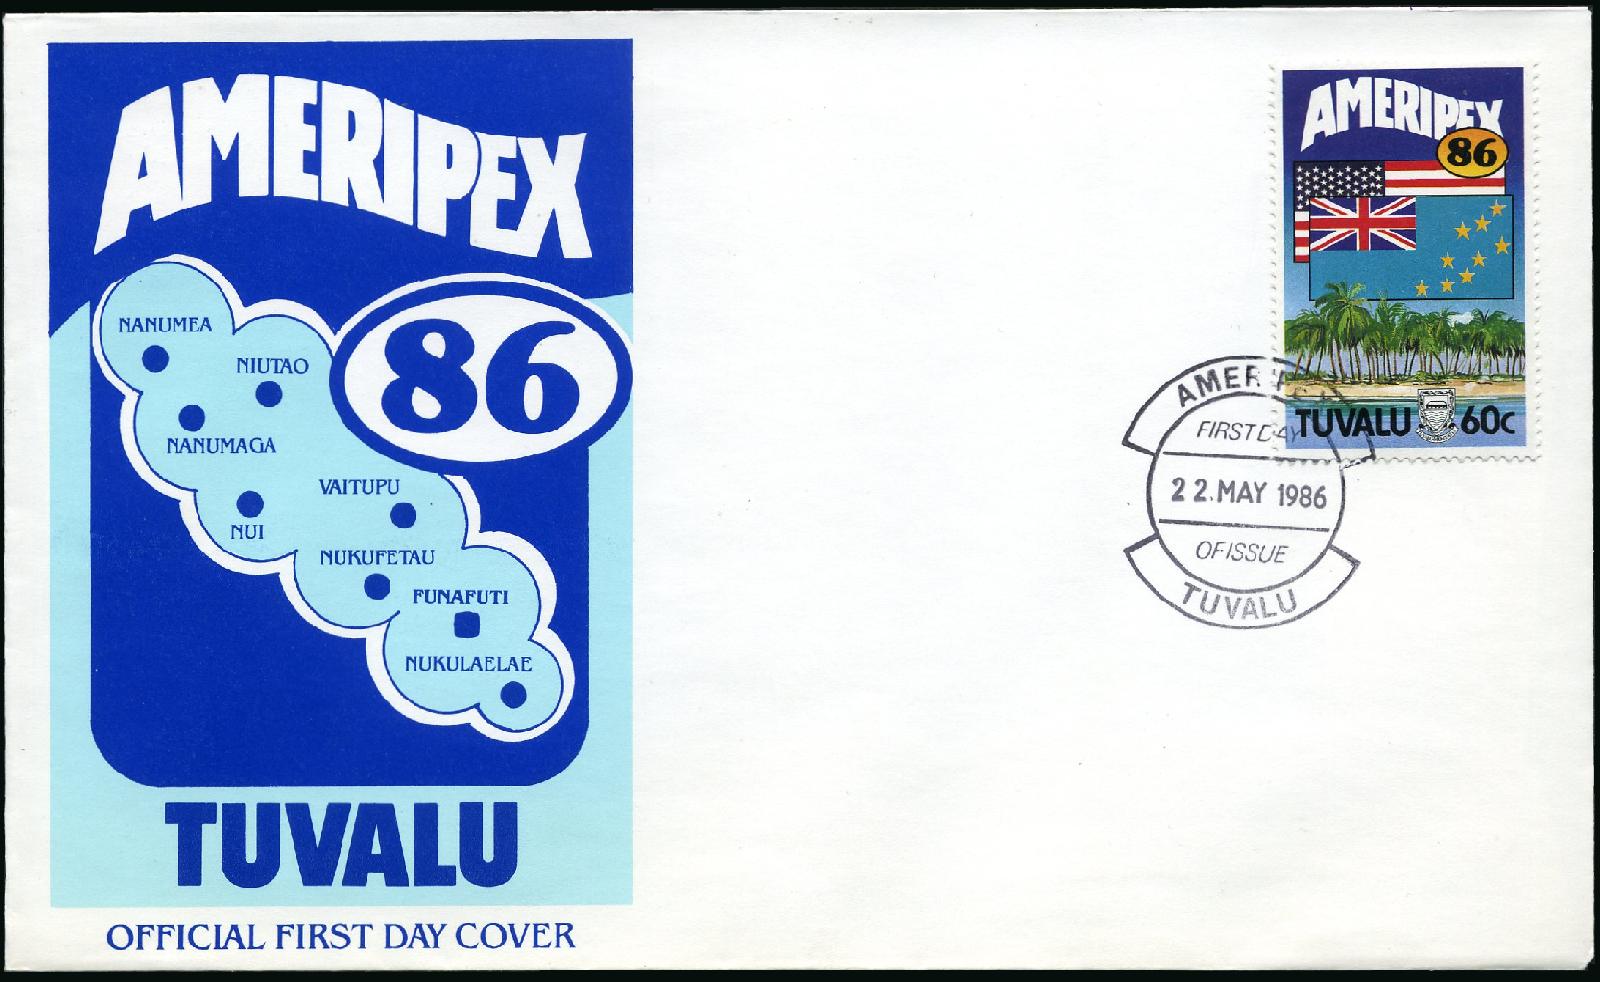 AMERIPEX
86
NANUMEA
NIUTAO
NANUMAGA
VAITUPU
NUI
NUKUFETAU
FUNAFUTI
NUKULAELAE
TUVALU
OFFICIAL FIRST DAY COVER
AMERIPEX
86
TUVALU 60c
AMERIPEX
FIRST DAY
22.MAY 1986
OF ISSUE
TUVALU